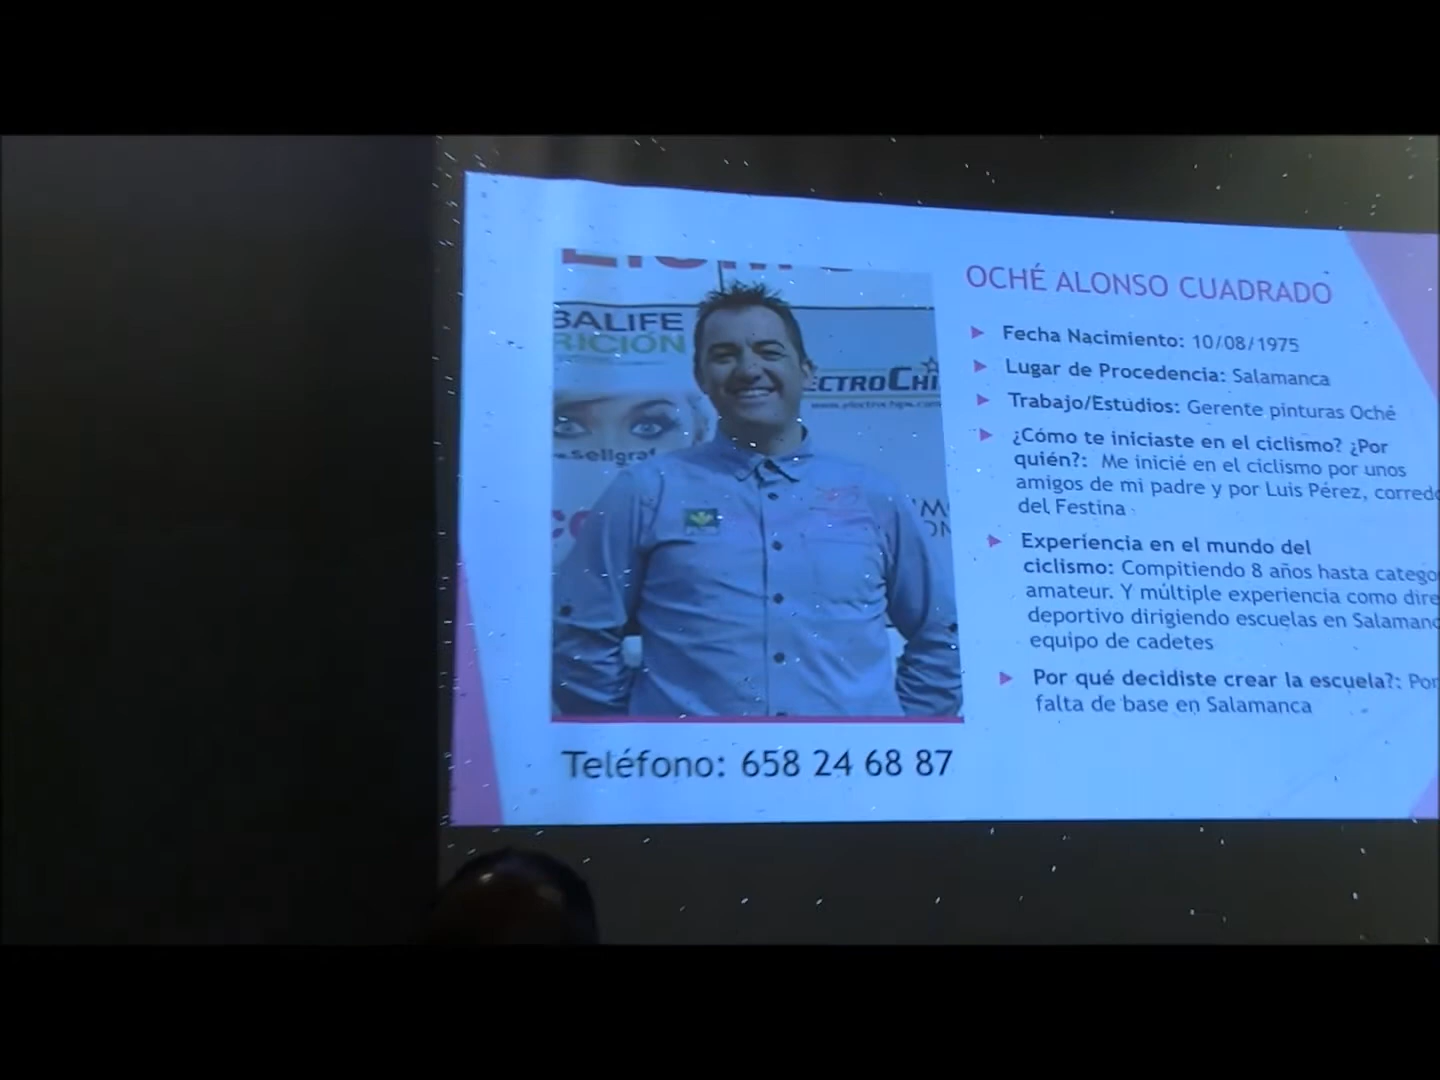 BALIFE
RICIÓN
ECTROCHI
.sellgraf
OCHÉ ALONSO CUADRADO
Fecha Nacimiento: 10/08/1975
Lugar de Procedencia: Salamanca
Trabajo/Estudios: Gerente pinturas Oché
¿Cómo te iniciaste en el ciclismo? ¿Por
quién?: Me inicié en el ciclismo por unos
amigos de mi padre y por Luis Pérez, corredo
del Festina
Experiencia en el mundo del
ciclismo: Compitiendo 8 años hasta catego
amateur. Y múltiple experiencia como dire
deportivo dirigiendo escuelas en Salamanc
equipo de cadetes
Por qué decidiste crear la escuela?: Por
falta de base en Salamanca
Teléfono: 658 24 68 87